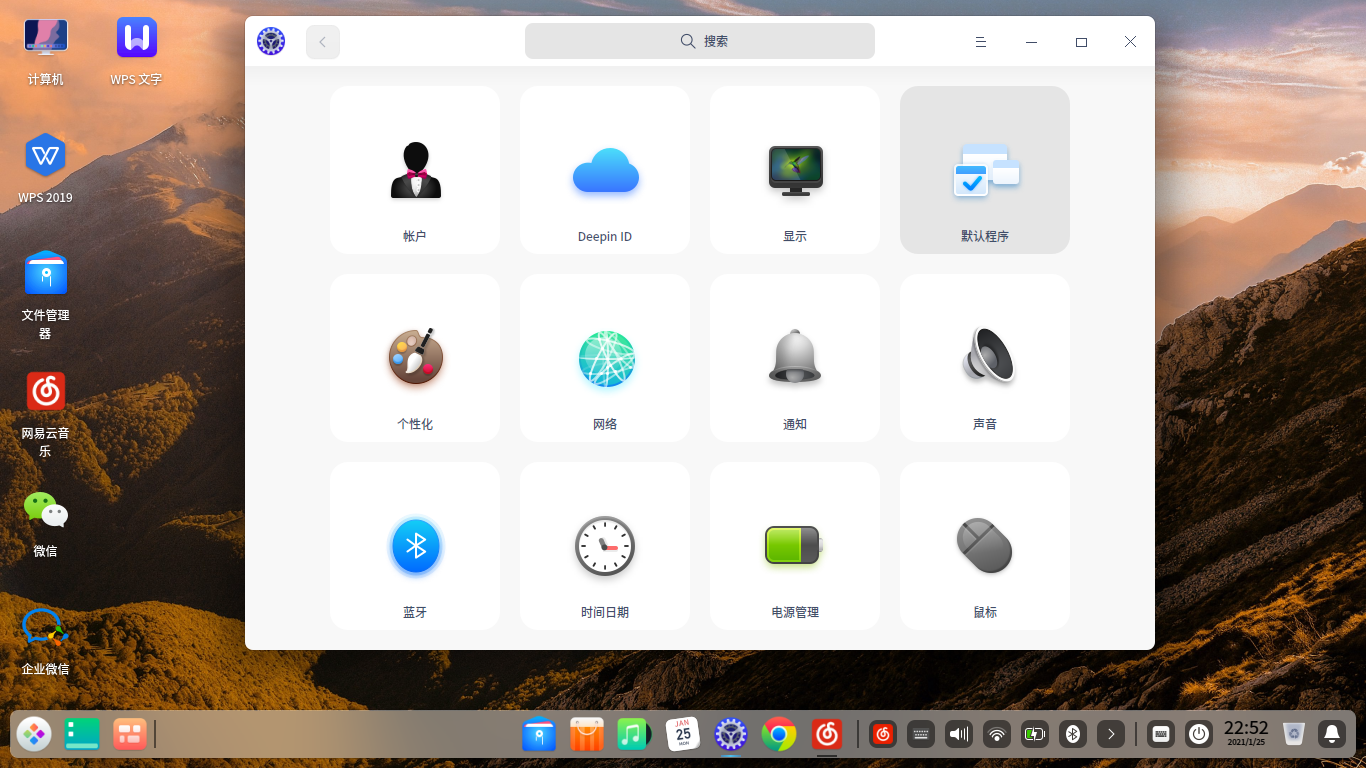 计算机
WPS 文字
WPS 2019
文件管理
器
网易云音
乐
微信
企业微信
搜索
帐户
Deepin ID
显示
默认程序
个性化
网络
通知
声音
蓝牙
时间日期
电源管理
鼠标
JAN
25
MON
22:52
2021/1/25